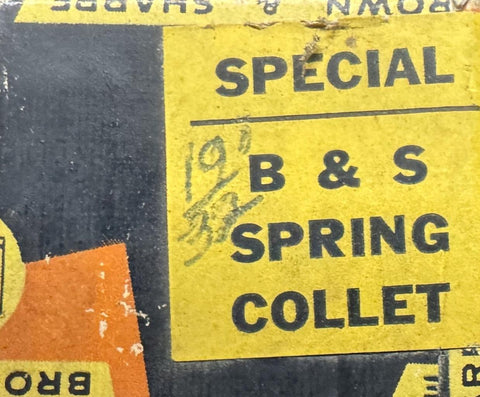 BROWN & SHARPE
SPECIAL
19"
32
B & S
SPRING
COLLET
BRO